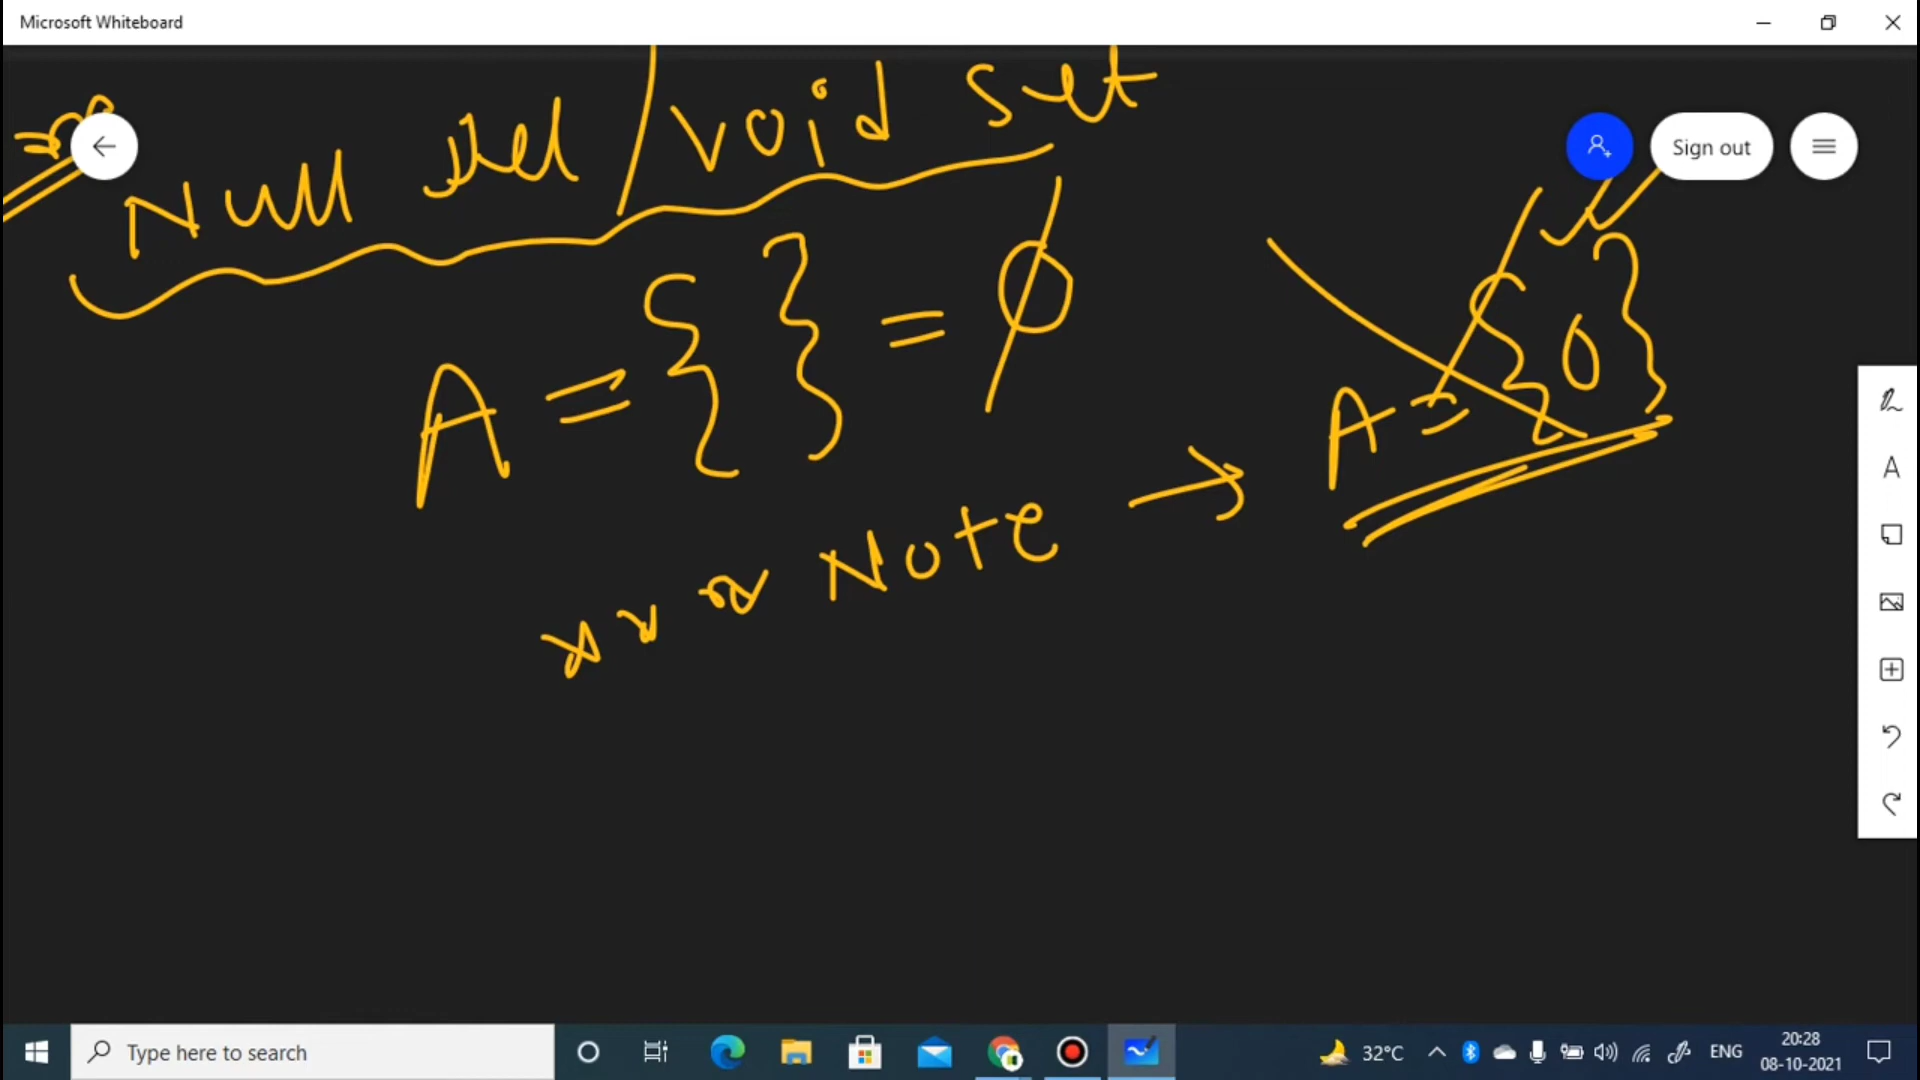 Microsoft Whiteboard
Null set / void set
Sign out
A = { } = ϕ
A = {0}
*** Note →
Type here to search
32°C
ENG
20:28
08-10-2021